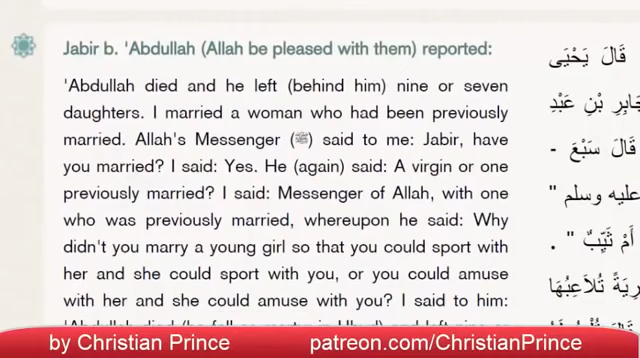 Jabir b. 'Abdullah (Allah be pleased with them) reported:
'Abdullah died and he left (behind him) nine or seven
daughters. I married a woman who had been previously
married. Allah's Messenger (ﷺ) said to me: Jabir, have
you married? I said: Yes. He (again) said: A virgin or one
previously married? I said: Messenger of Allah, with one
who was previously married, whereupon he said: Why
didn't you marry a young girl so that you could sport with
her and she could sport with you, or you could amuse
with her and she could amuse with you? I said to him:
قَالَ يَحْيَى
جَابِرِ بْنِ عَبْدِ
قَالَ سَبْعَ -
عليه وسلم "
أَمْ ثَيِّبٌ " .
تُلاَعِبُهَا
by Christian Prince patreon.com/ChristianPrince